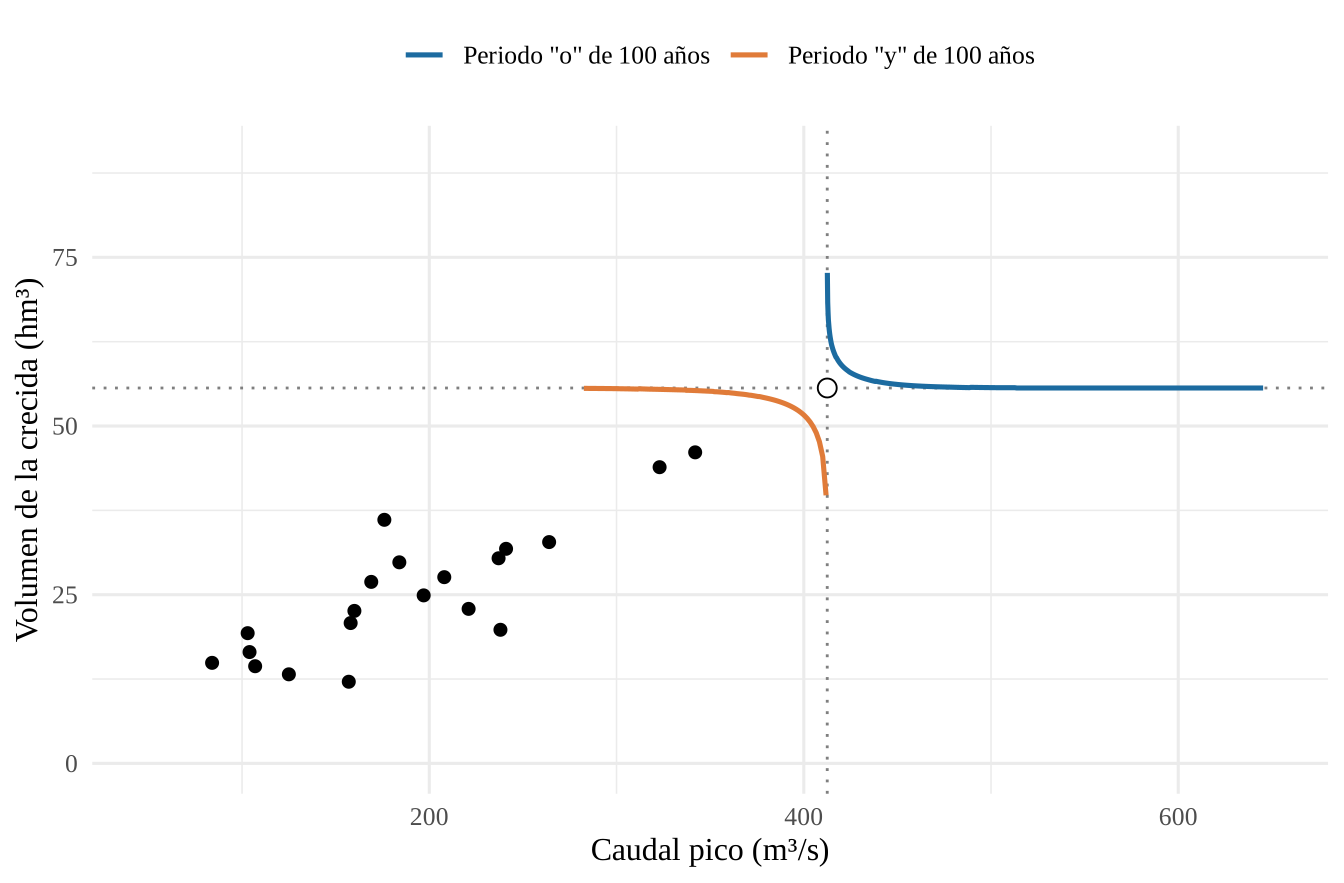 Periodo "o" de 100 años
Periodo "y" de 100 años
Volumen de la crecida (hm³)
75
50
25
0
200
400
600
Caudal pico (m³/s)